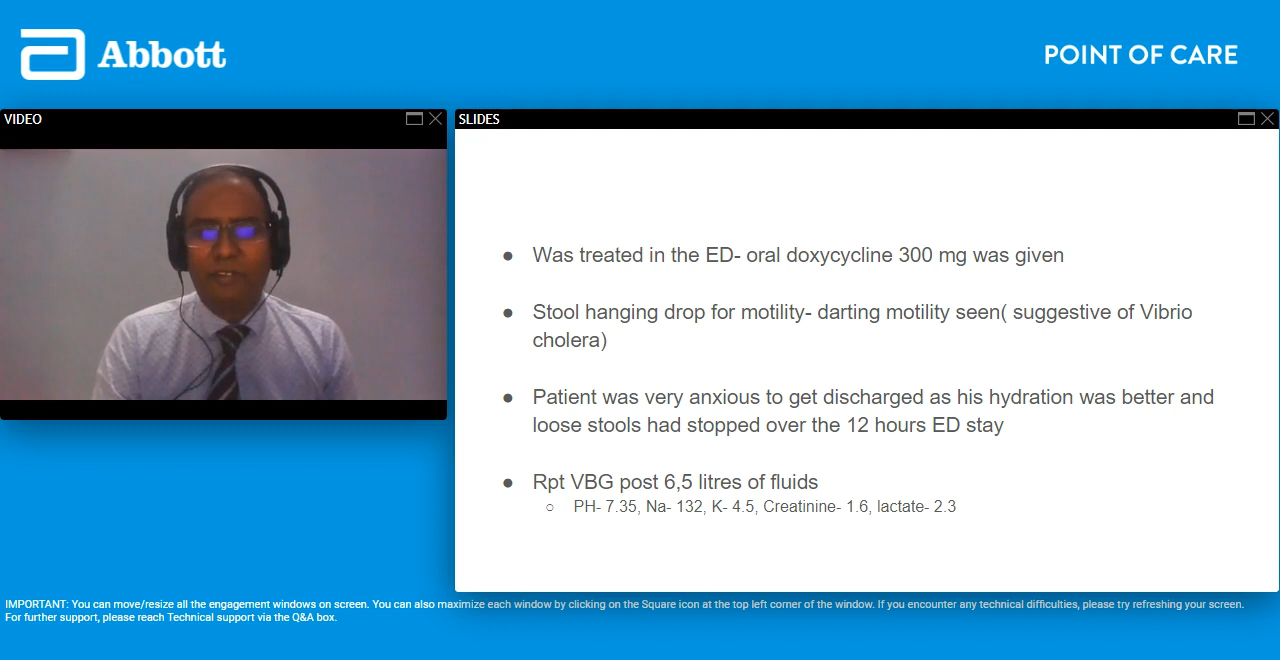 Abbott
POINT OF CARE
VIDEO
SLIDES
● Was treated in the ED- oral doxycycline 300 mg was given
● Stool hanging drop for motility- darting motility seen( suggestive of Vibrio
cholera)
● Patient was very anxious to get discharged as his hydration was better and
loose stools had stopped over the 12 hours ED stay
● Rpt VBG post 6,5 litres of fluids
○ PH- 7.35, Na- 132, K- 4.5, Creatinine- 1.6, lactate- 2.3
IMPORTANT: You can move/resize all the engagement windows on screen. You can also maximize each window by clicking on the Square icon at the top left corner of the window. If you encounter any technical difficulties, please try refreshing your screen.
For further support, please reach Technical support via the Q&A box.